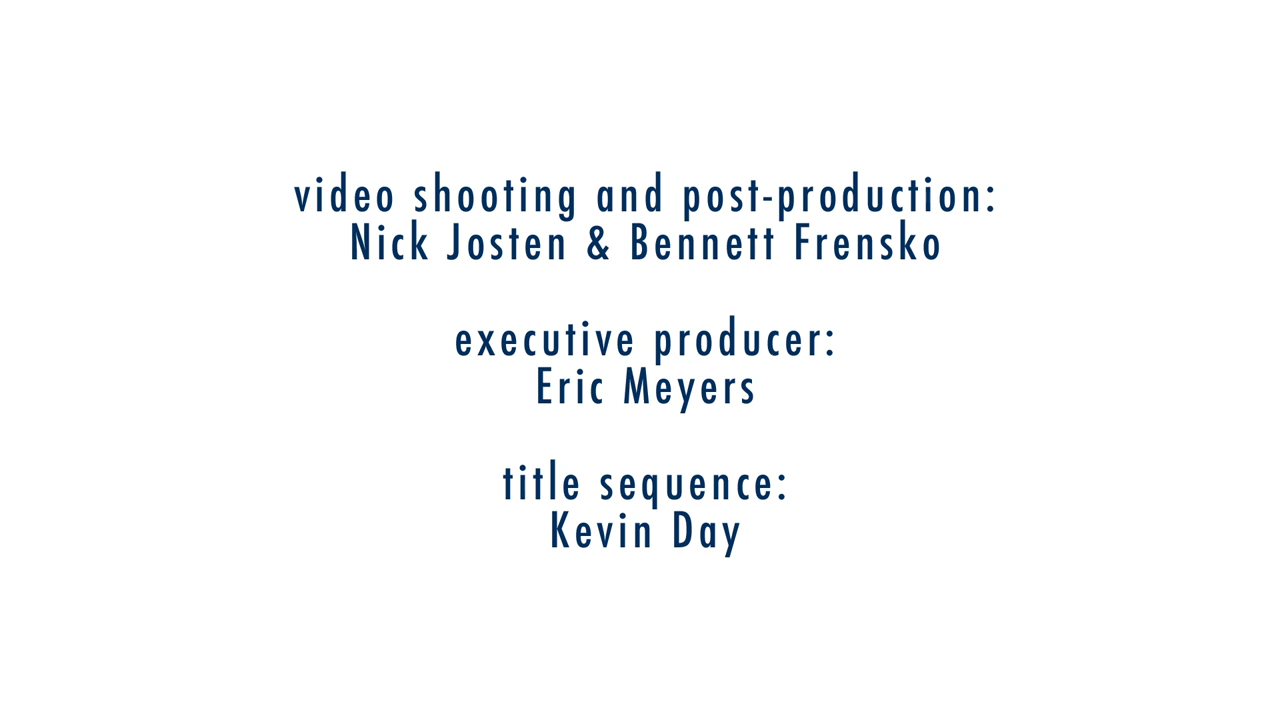 video shooting and post-production:
Nick Josten & Bennett Frensko
executive producer:
Eric Meyers
title sequence:
Kevin Day